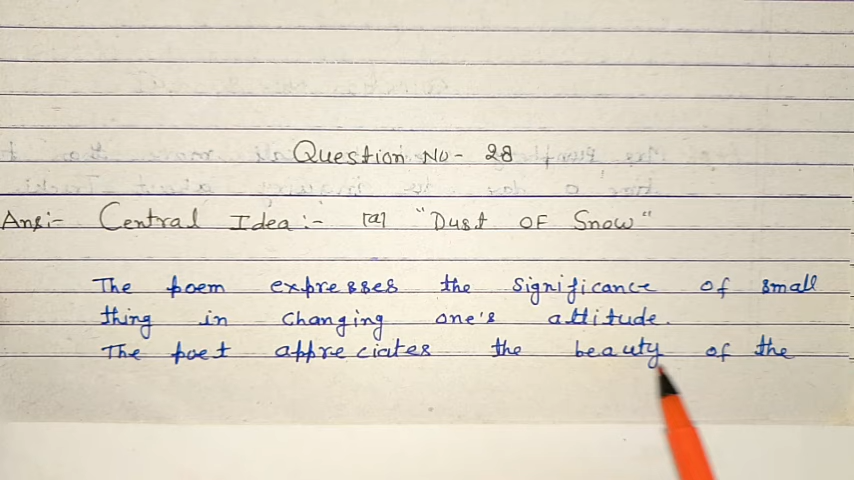 Question No - 28
Ans:- Central Idea:- [a] "Dust OF Snow"
The poem expresses the significance of small
thing in changing one's attitude.
The poet appreciates the beauty of the